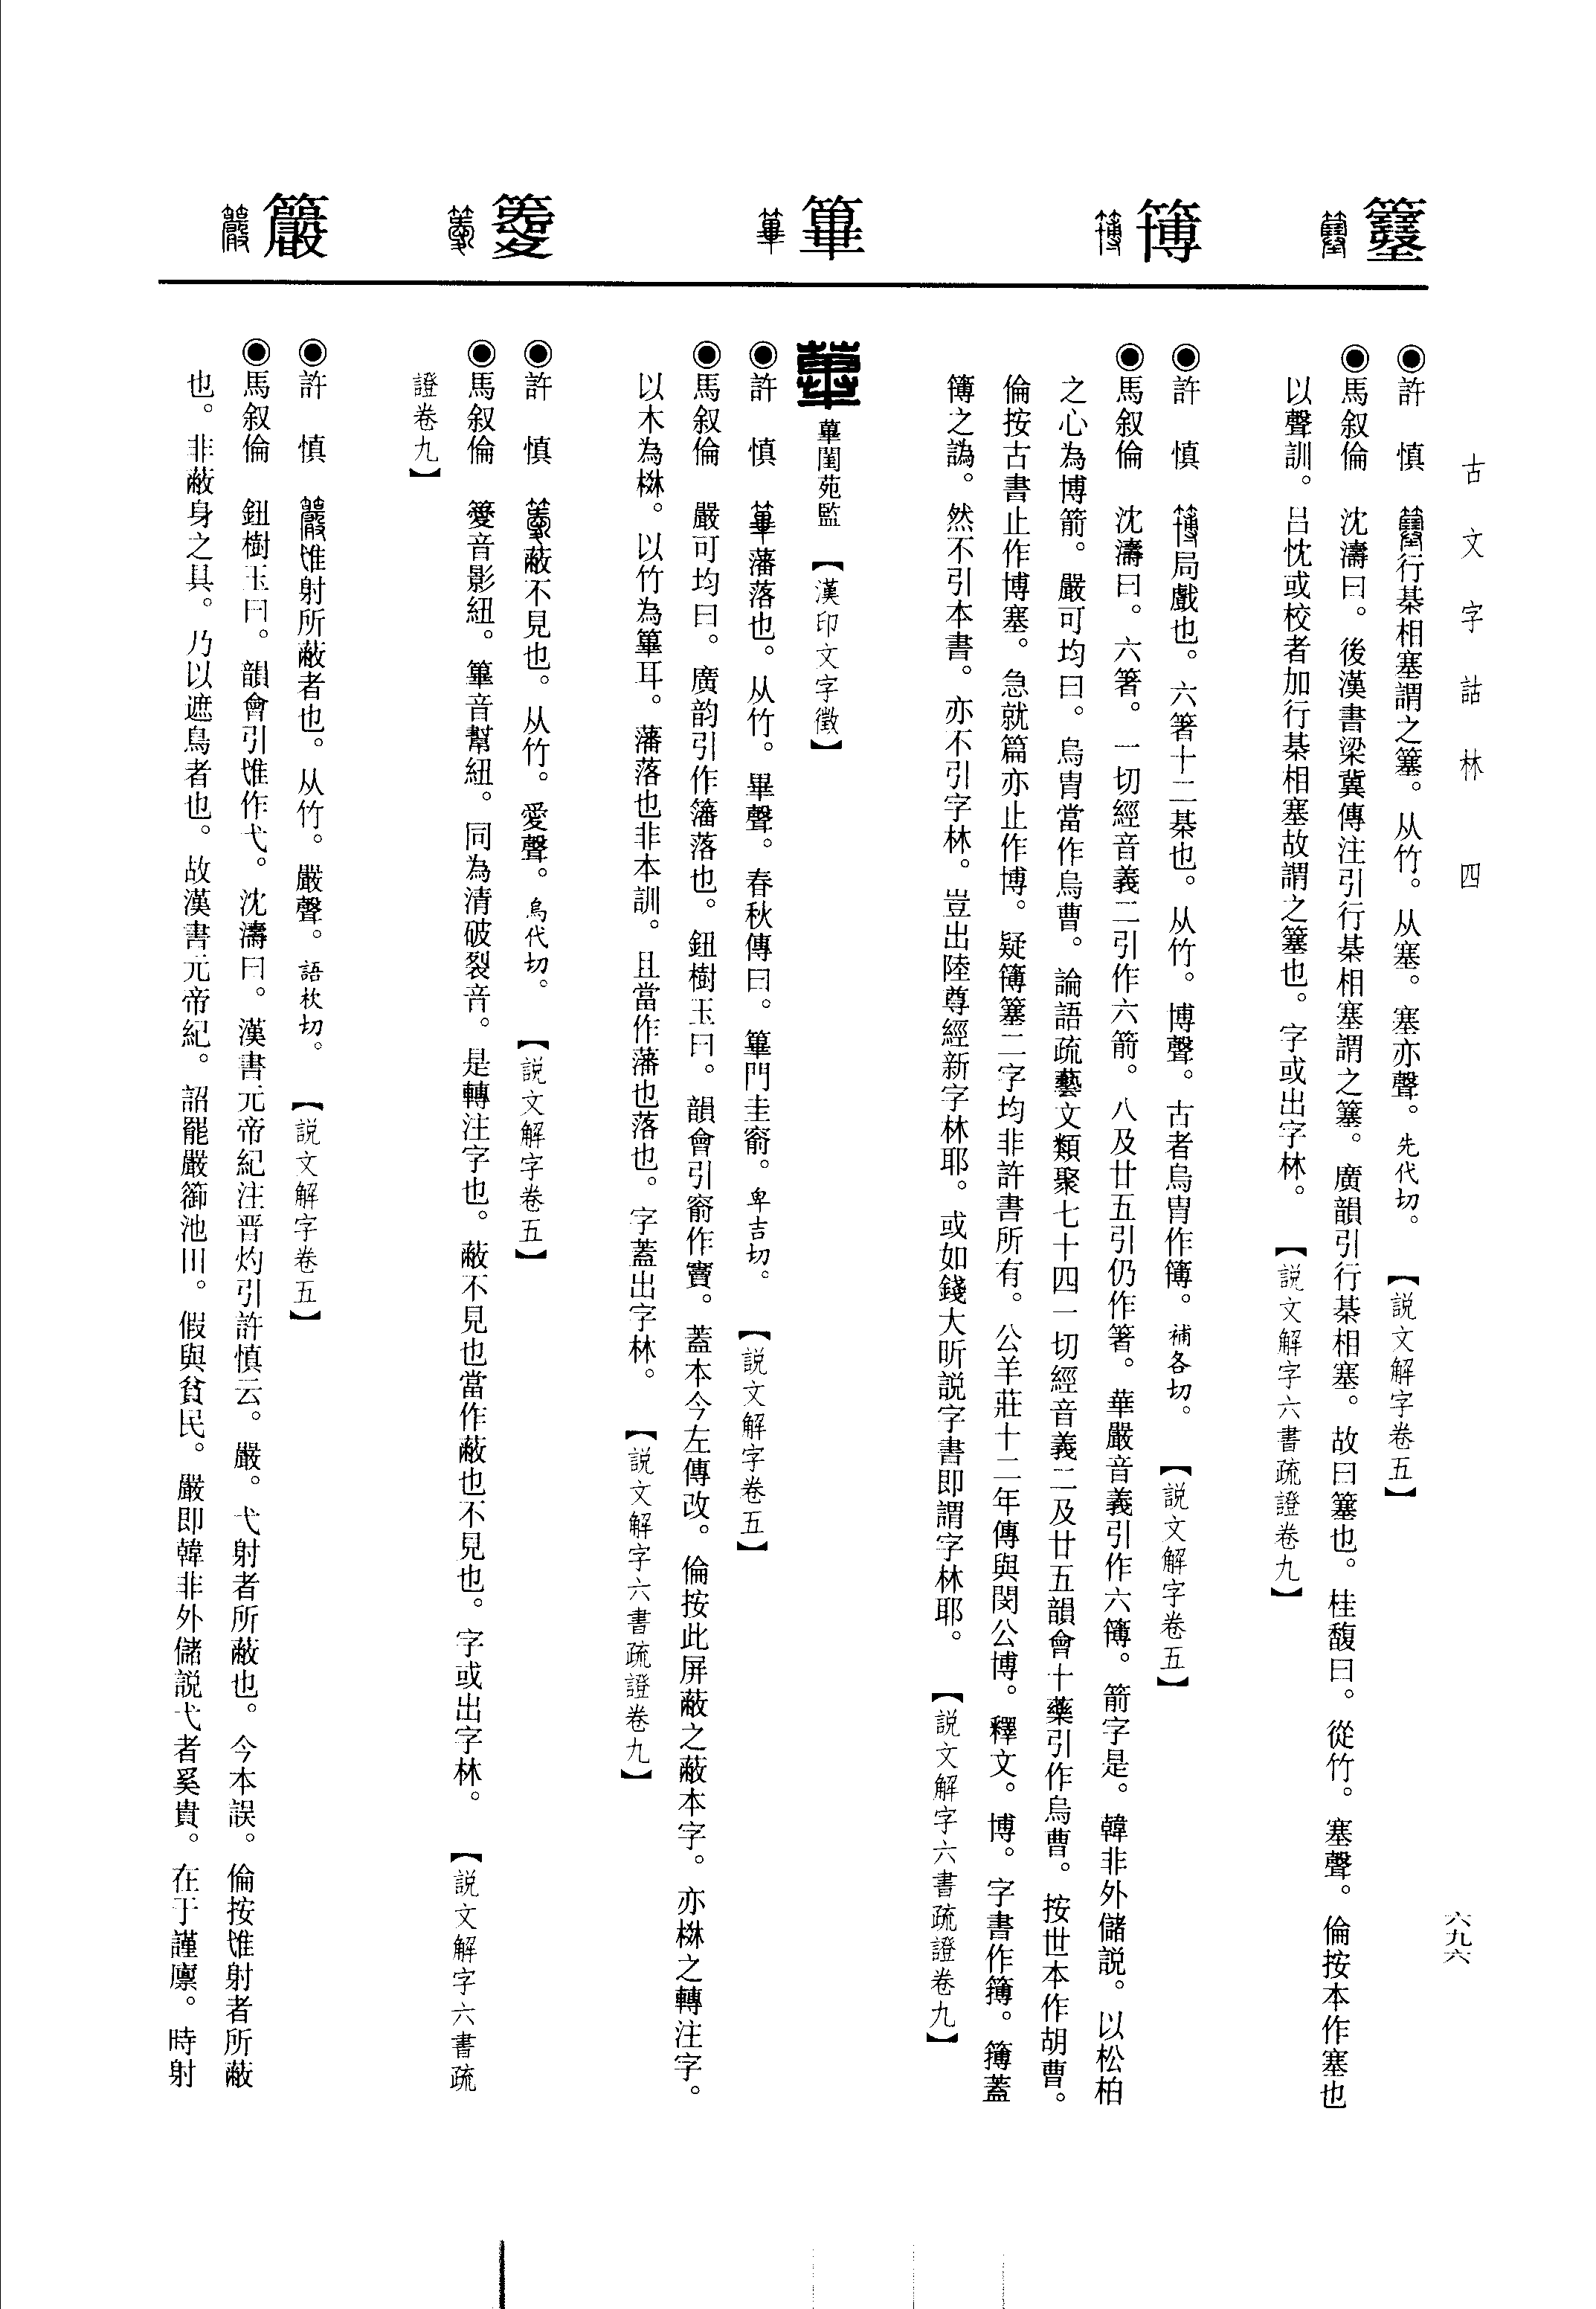 古文字詁林 四
六九六
簺
●許 慎 簺行棊相塞謂之簺。从竹。从塞。塞亦聲。先代切。 【説文解字卷五】
●馬叙倫 沈濤曰。後漢書梁冀傳注引行棊相塞謂之簺。廣韻引行棊相塞。故曰簺也。桂馥曰。從竹。塞聲。倫按本作塞也
以聲訓。呂忱或校者加行棊相塞故謂之簺也。字或出字林。 【説文解字六書疏證卷九】
簙
●許 慎 簙局戲也。六箸十二棊也。从竹。博聲。古者烏冑作簙。補各切。 【説文解字卷五】
●馬叙倫 沈濤曰。六箸。一切經音義二引作六箭。八及廿五引仍作箸。華嚴音義引作六簙。箭字是。韓非外儲説。以松柏
之心為博箭。嚴可均曰。烏冑當作烏曹。論語疏藝文類聚七十四一切經音義二及廿五韻會十藥引作烏曹。按世本作胡曹。
倫按古書止作博塞。急就篇亦止作博。疑簙簺二字均非許書所有。公羊莊十二年傳與閔公博。釋文。博。字書作簙。簙蓋
簿之譌。然不引本書。亦不引字林。豈出陸尊經新字林耶。或如錢大昕説字書即謂字林耶。 【説文解字六書疏證卷九】
篳
蓽閨苑監 【漢印文字徵】
●許 慎 篳藩落也。从竹。畢聲。春秋傳曰。篳門圭窬。卑吉切。 【説文解字卷五】
●馬叙倫 嚴可均曰。廣韵引作籓落也。鈕樹玉曰。韻會引窬作竇。蓋本今左傳改。倫按此屏蔽之蔽本字。亦棥之轉注字。
以木為棥。以竹為篳耳。藩落也非本訓。且當作藩也落也。字蓋出字林。 【説文解字六書疏證卷九】
薆
●許 慎 薆蔽不見也。从竹。愛聲。烏代切。 【説文解字卷五】
●馬叙倫 薆音影紐。篳音幫紐。同為清破裂音。是轉注字也。蔽不見也當作蔽也不見也。字或出字林。 【説文解字六書疏
證卷九】
籬
●許 慎 籬惟射所蔽者也。从竹。嚴聲。語杴切。 【説文解字卷五】
●馬叙倫 鈕樹玉曰。韻會引惟作弋。沈濤曰。漢書元帝紀注晋灼引許慎云。嚴。弋射者所蔽也。今本誤。倫按惟射者所蔽
也。非蔽身之具。乃以遮鳥者也。故漢書元帝紀。詔罷嚴籞池田。假與貧民。嚴即韓非外儲説弋者奚貴。在于謹廪。時射